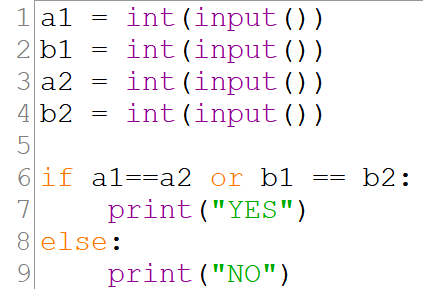 1 a1 = int(input())
2 b1 = int(input())
3 a2 = int(input())
4 b2 = int(input())
5
6 if a1==a2 or b1 == b2:
7     print("YES")
8 else:
9     print("NO")